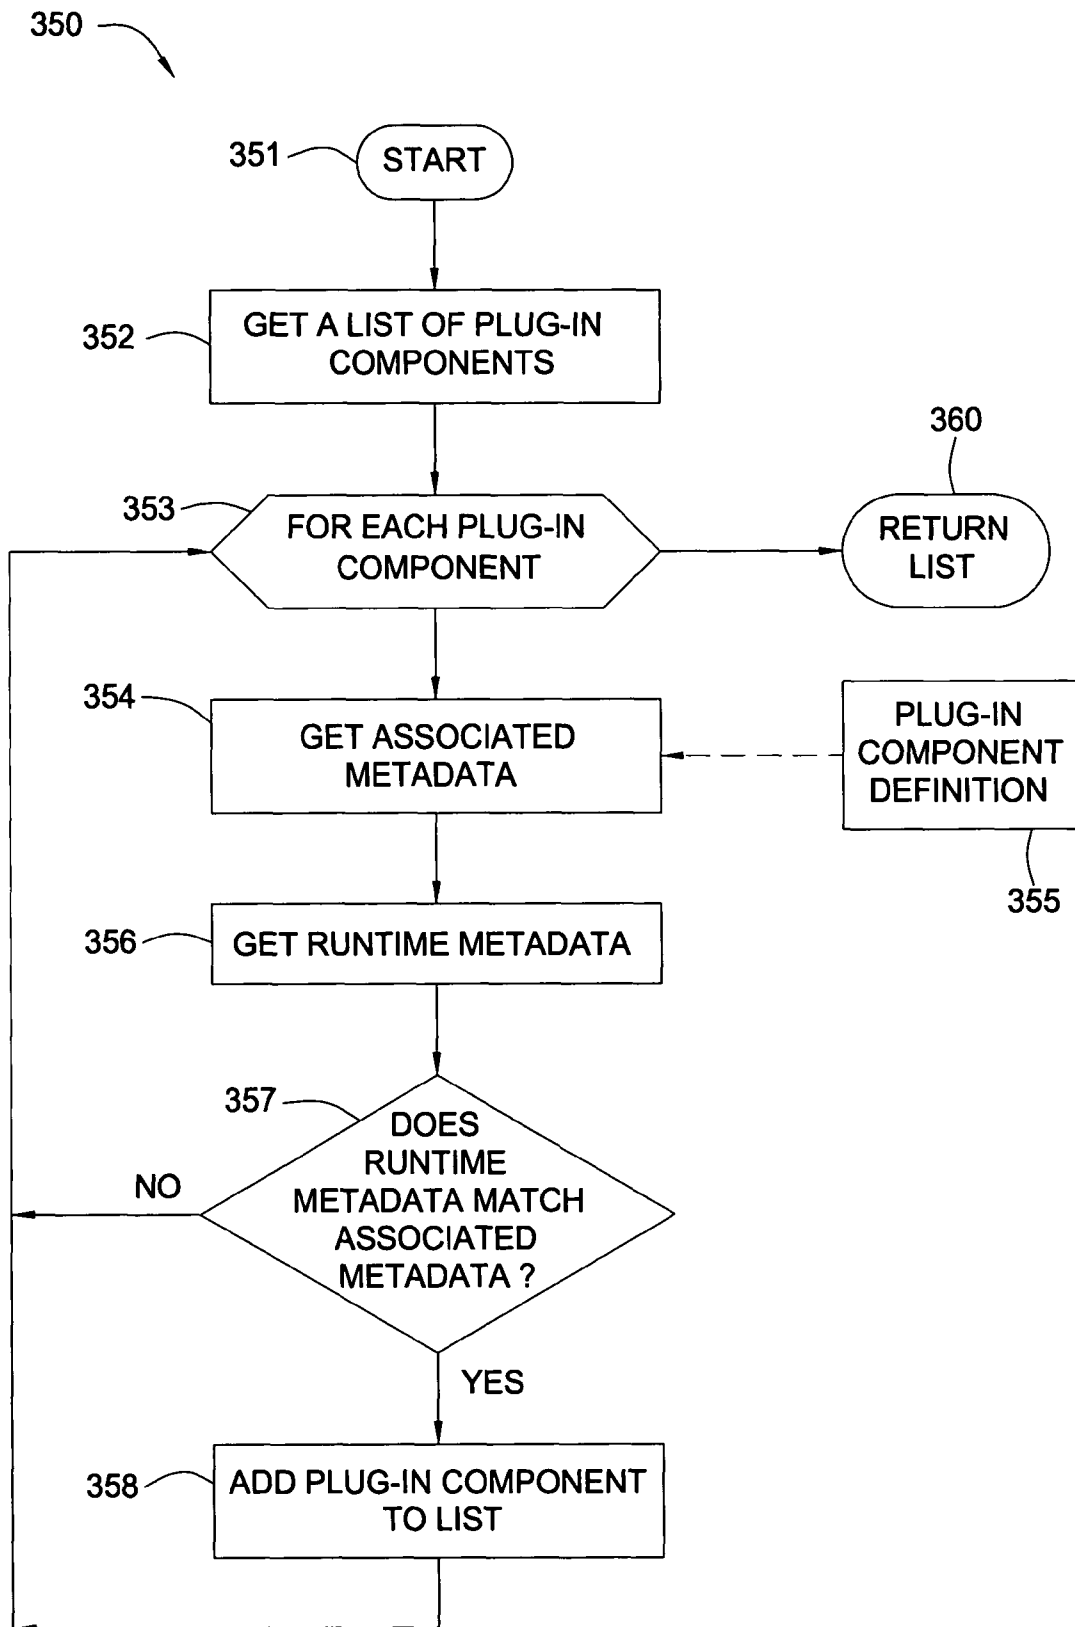 350
351
START
352
GET A LIST OF PLUG-IN
COMPONENTS
353
FOR EACH PLUG-IN
COMPONENT
360
RETURN
LIST
354
GET ASSOCIATED
METADATA
PLUG-IN
COMPONENT
DEFINITION
355
356
GET RUNTIME METADATA
357
DOES
RUNTIME
METADATA MATCH
ASSOCIATED
METADATA ?
NO
YES
358
ADD PLUG-IN COMPONENT
TO LIST